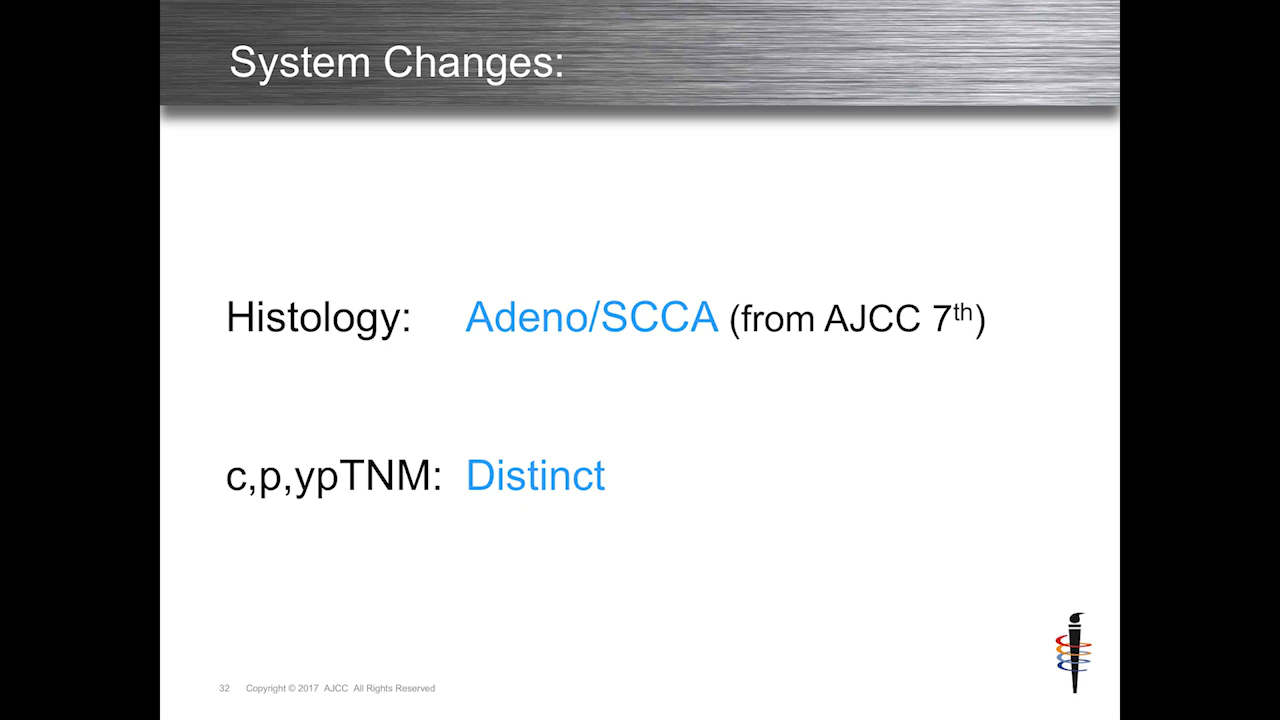 System Changes:
Histology: Adeno/SCCA (from AJCC 7th)
c,p,ypTNM: Distinct
32 Copyright © 2017 AJCC All Rights Reserved